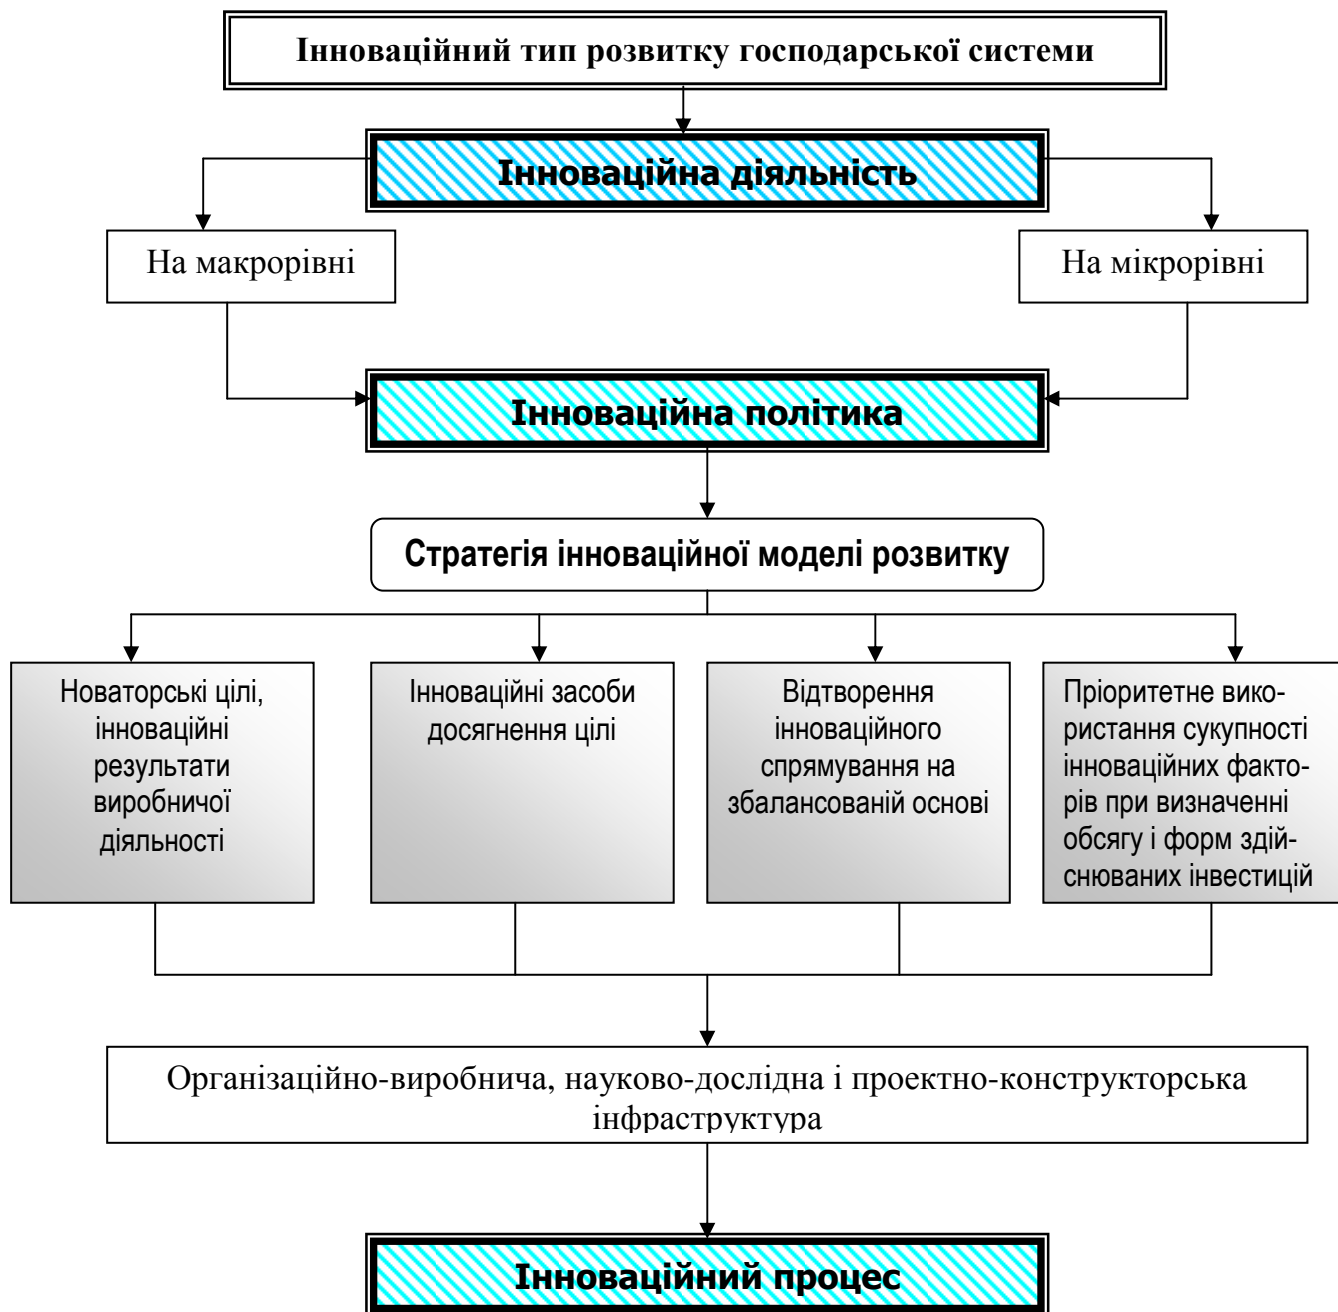 Інноваційний тип розвитку господарської системи
Інноваційна діяльність
На макрорівні
На мікрорівні
Інноваційна політика
Стратегія інноваційної моделі розвитку
Новаторські цілі,
інноваційні
результати
виробничої
діяльності
Інноваційні засоби
досягнення цілі
Відтворення
інноваційного
спрямування на
збалансованій основі
Пріоритетне вико-
ристання сукупності
інноваційних факто-
рів при визначенні
обсягу і форм здій-
снюваних інвестицій
Організаційно-виробнича, науково-дослідна і проектно-конструкторська
інфраструктура
Інноваційний процес